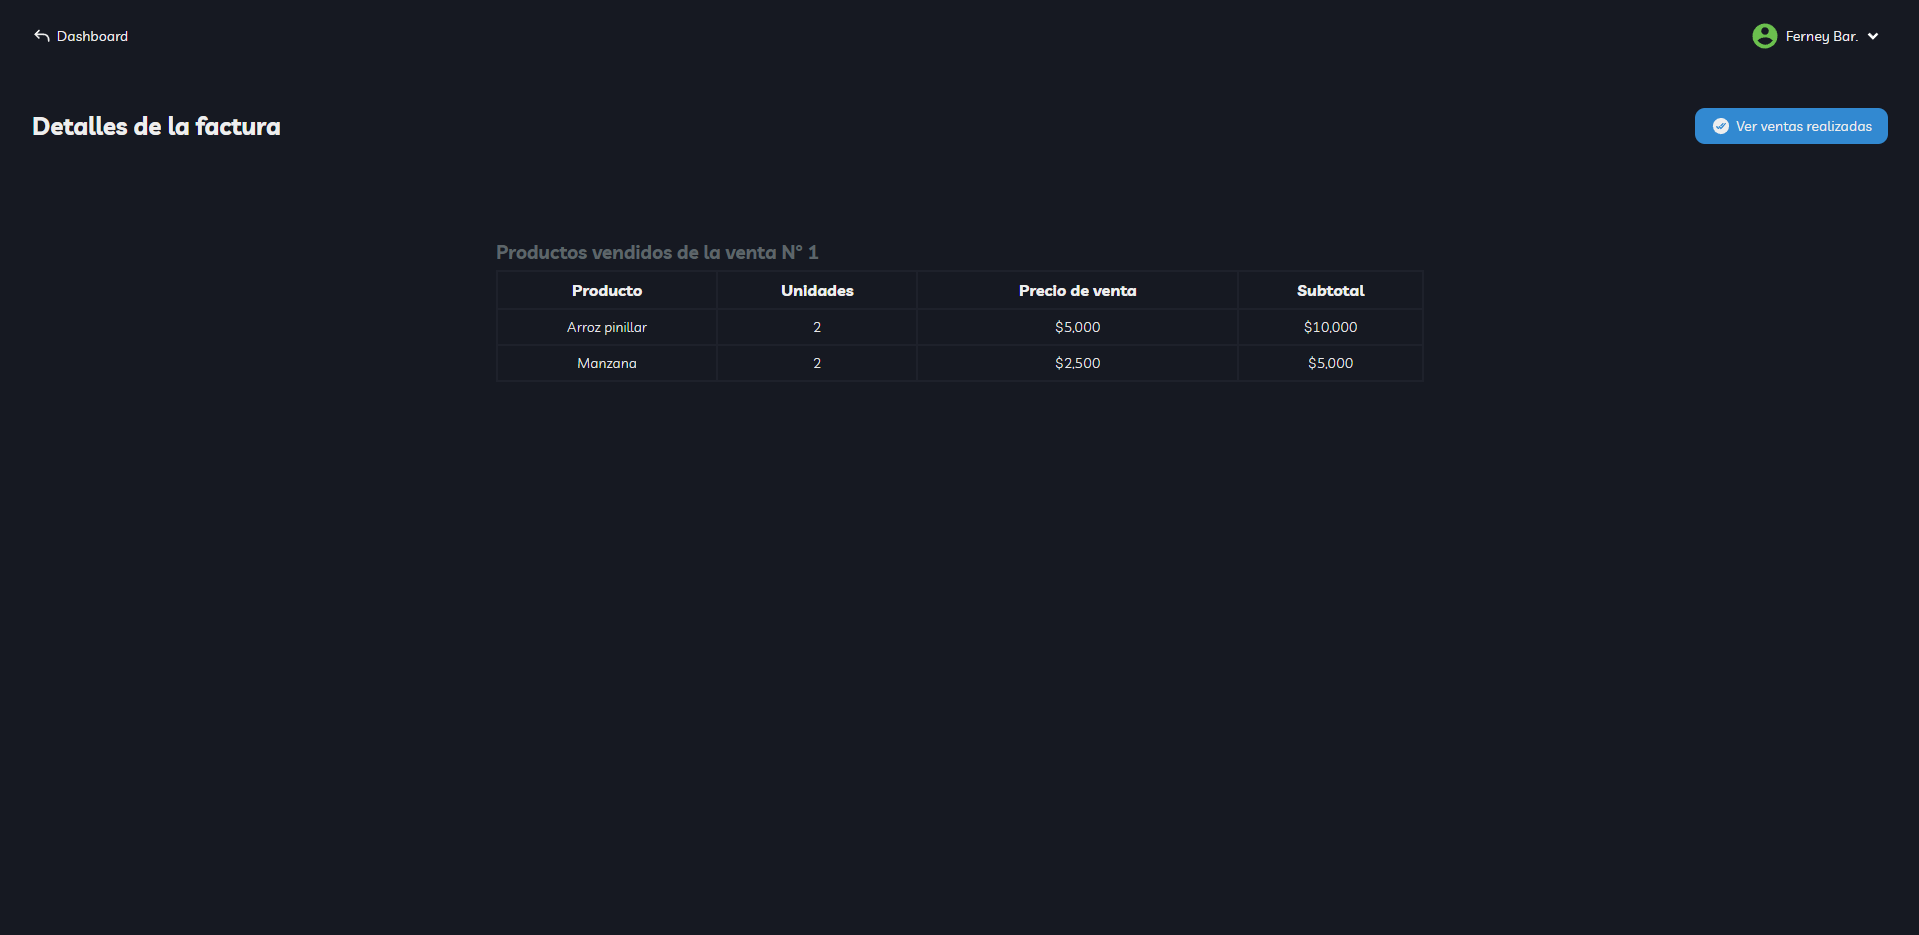 Dashboard
Ferney Bar.
Detalles de la factura
Ver ventas realizadas
Productos vendidos de la venta N° 1
Producto Unidades Precio de venta Subtotal
Arroz pinillar 2 $5,000 $10,000
Manzana 2 $2,500 $5,000